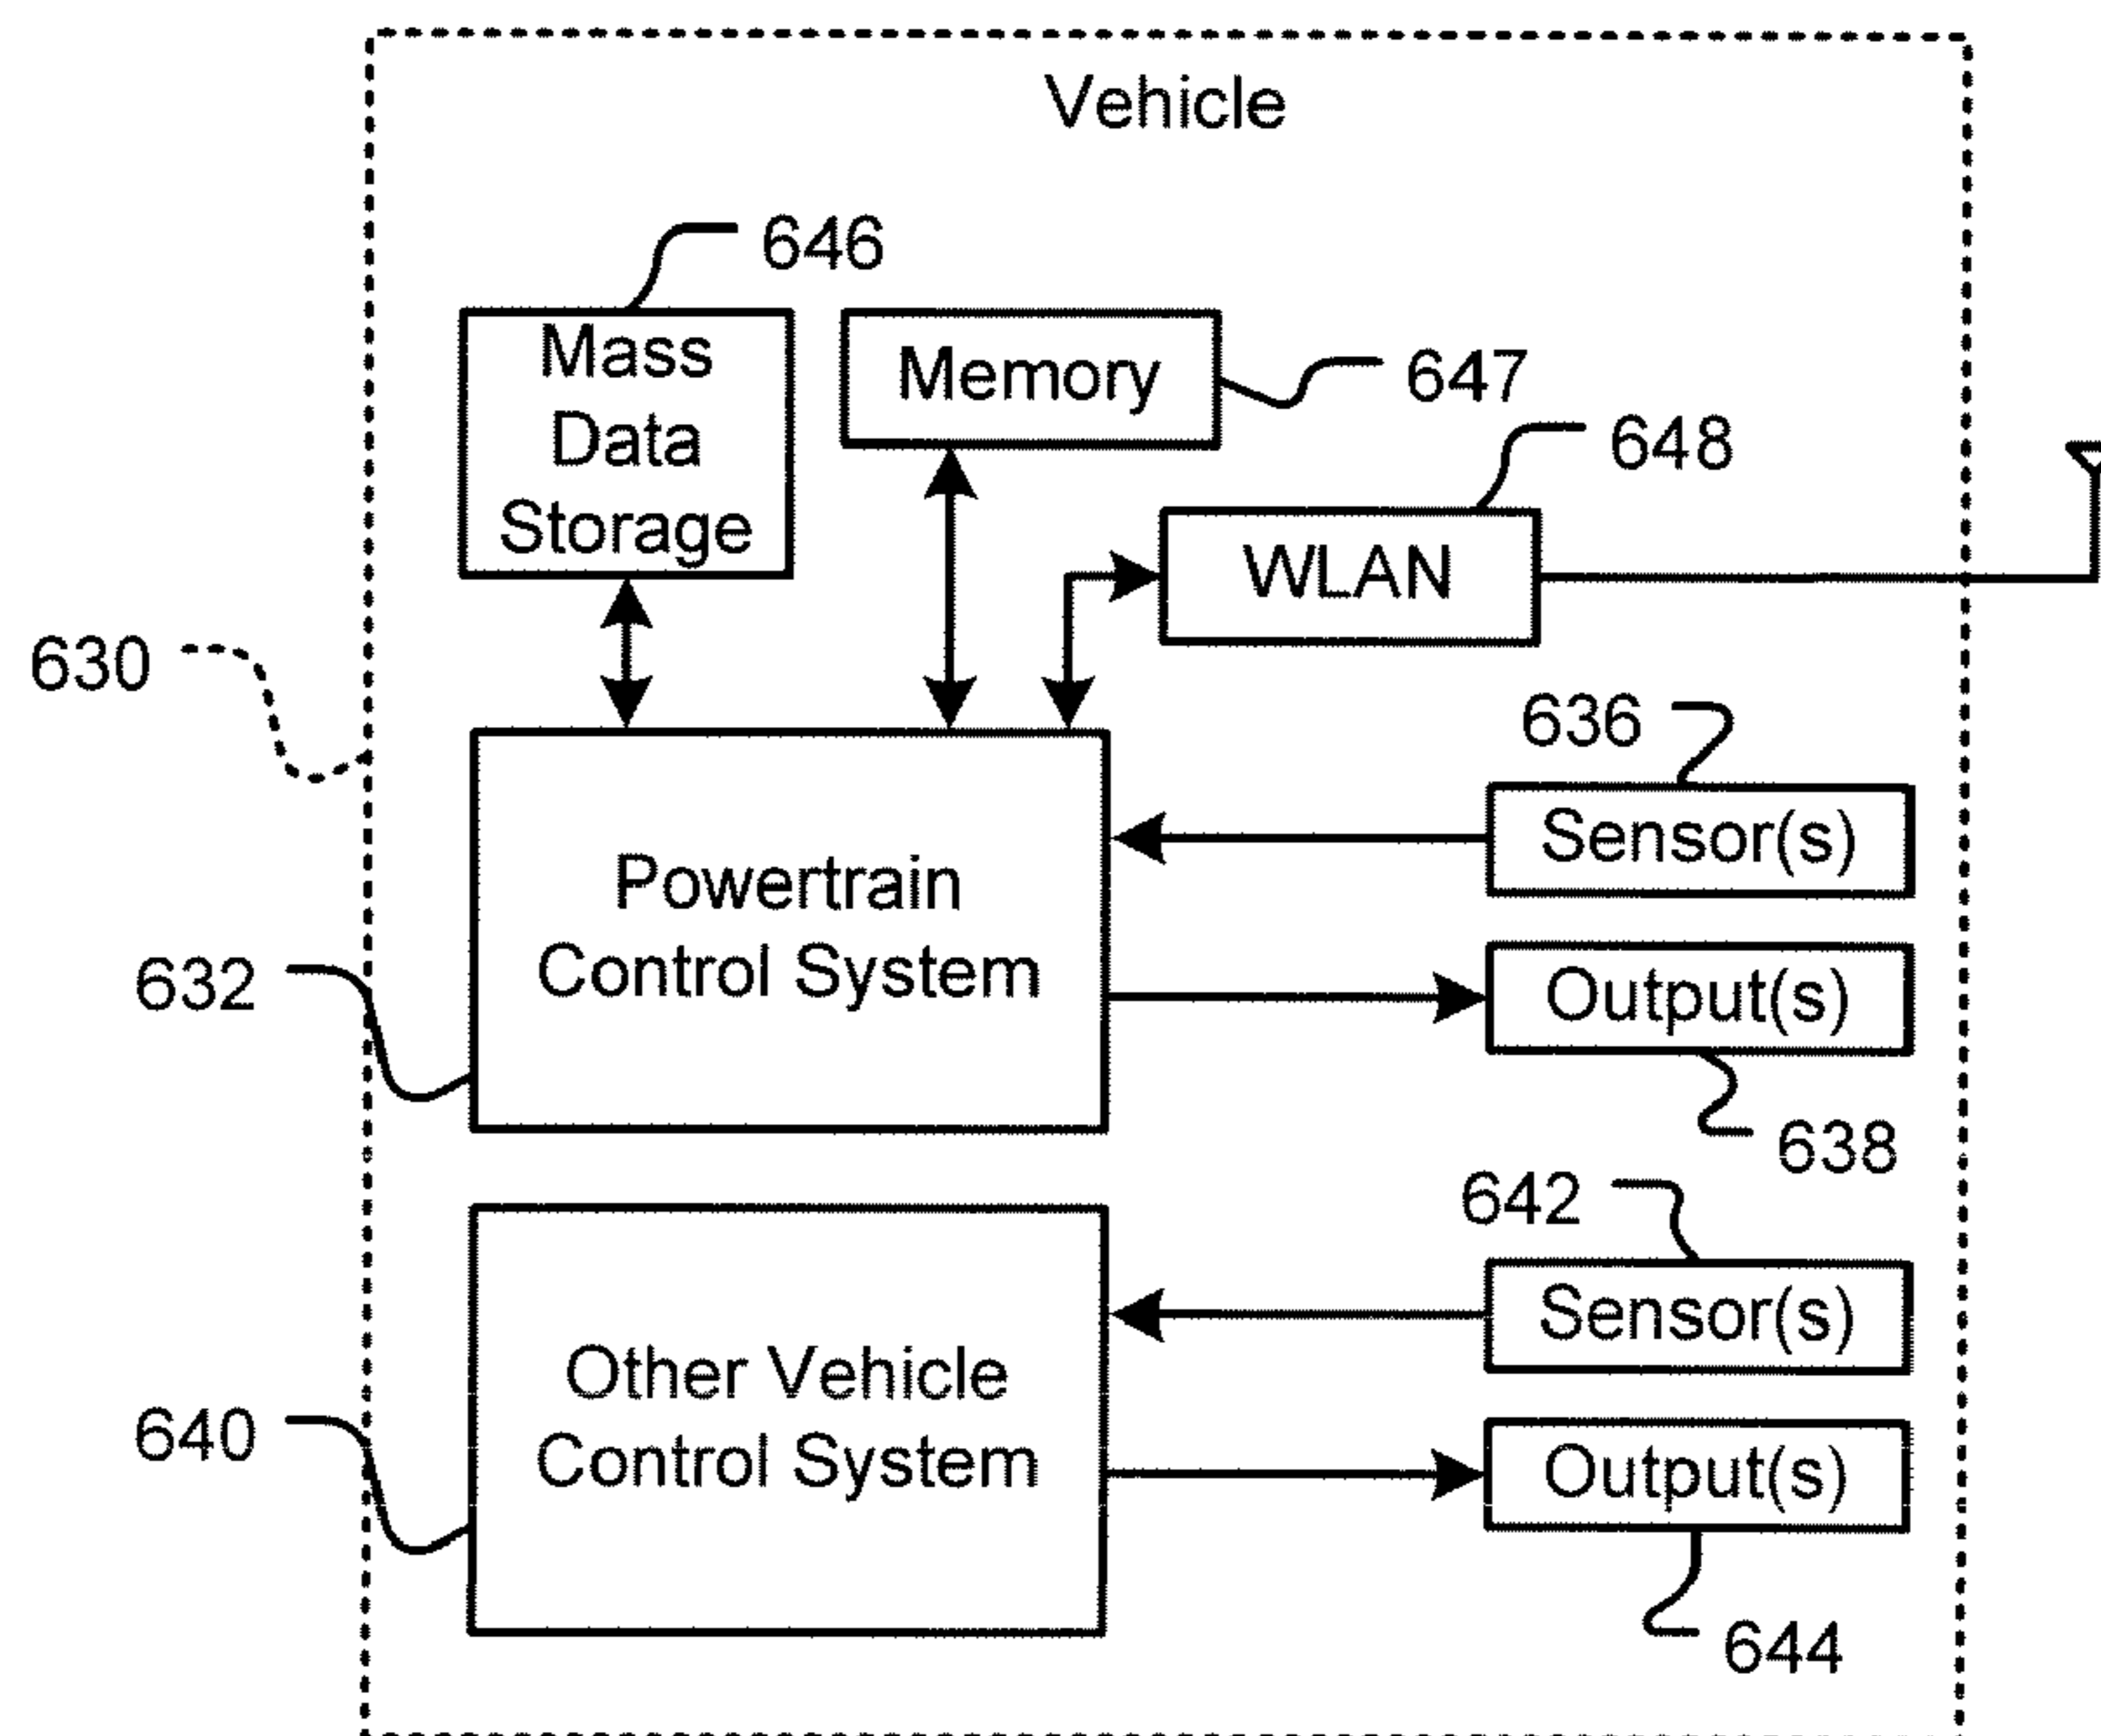 Vehicle
646
Mass
Data
Storage
Memory
647
648
WLAN
630
636
Sensor(s)
Powertrain
Control System
632
Output(s)
638
642
Sensor(s)
Other Vehicle
Control System
640
Output(s)
644